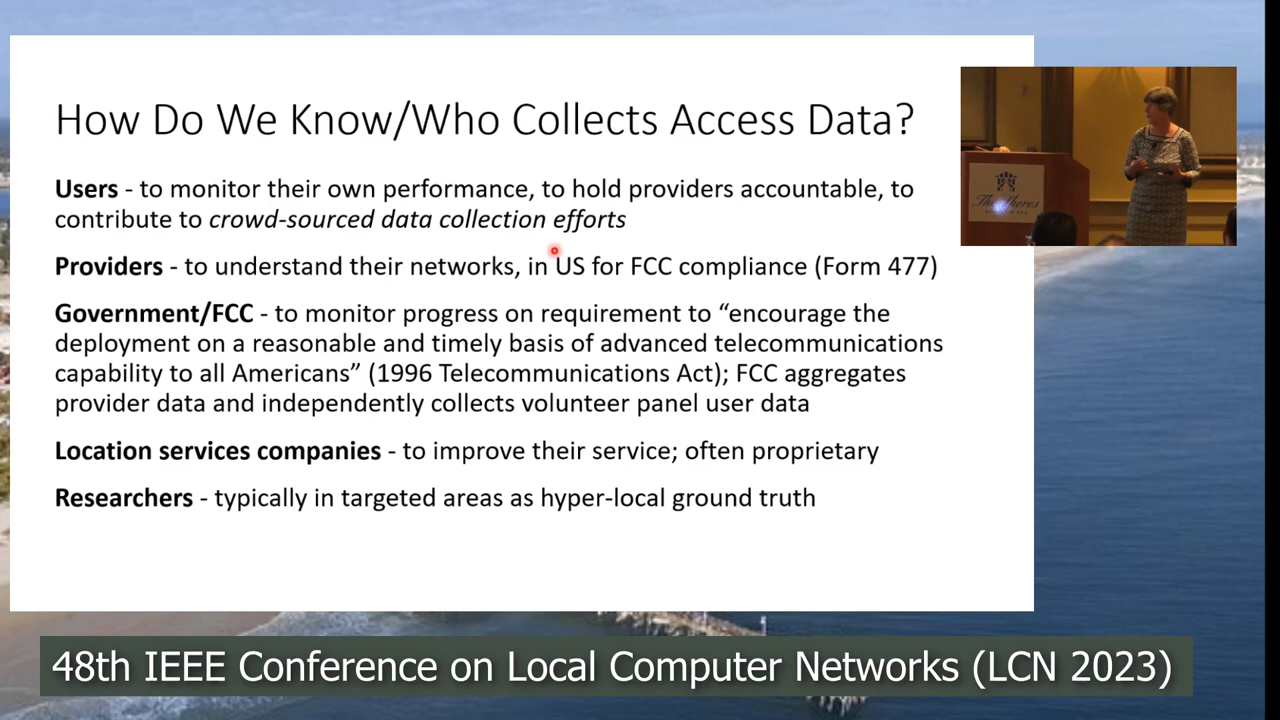 How Do We Know/Who Collects Access Data?
Users - to monitor their own performance, to hold providers accountable, to
contribute to crowd-sourced data collection efforts
Providers - to understand their networks, in US for FCC compliance (Form 477)
Government/FCC - to monitor progress on requirement to “encourage the
deployment on a reasonable and timely basis of advanced telecommunications
capability to all Americans” (1996 Telecommunications Act); FCC aggregates
provider data and independently collects volunteer panel user data
Location services companies - to improve their service; often proprietary
Researchers - typically in targeted areas as hyper-local ground truth
48th IEEE Conference on Local Computer Networks (LCN 2023)